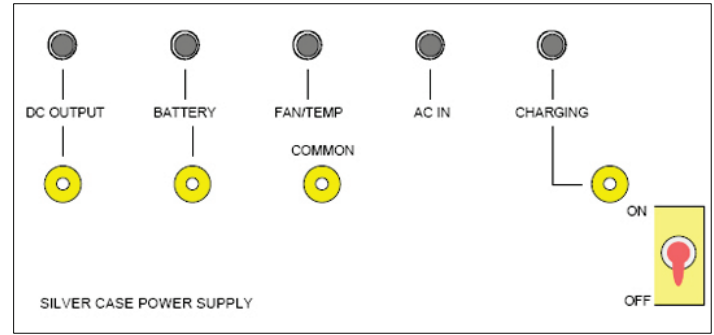 DC OUTPUT
BATTERY
FAN/TEMP
AC IN
CHARGING
COMMON
ON
OFF
SILVER CASE POWER SUPPLY